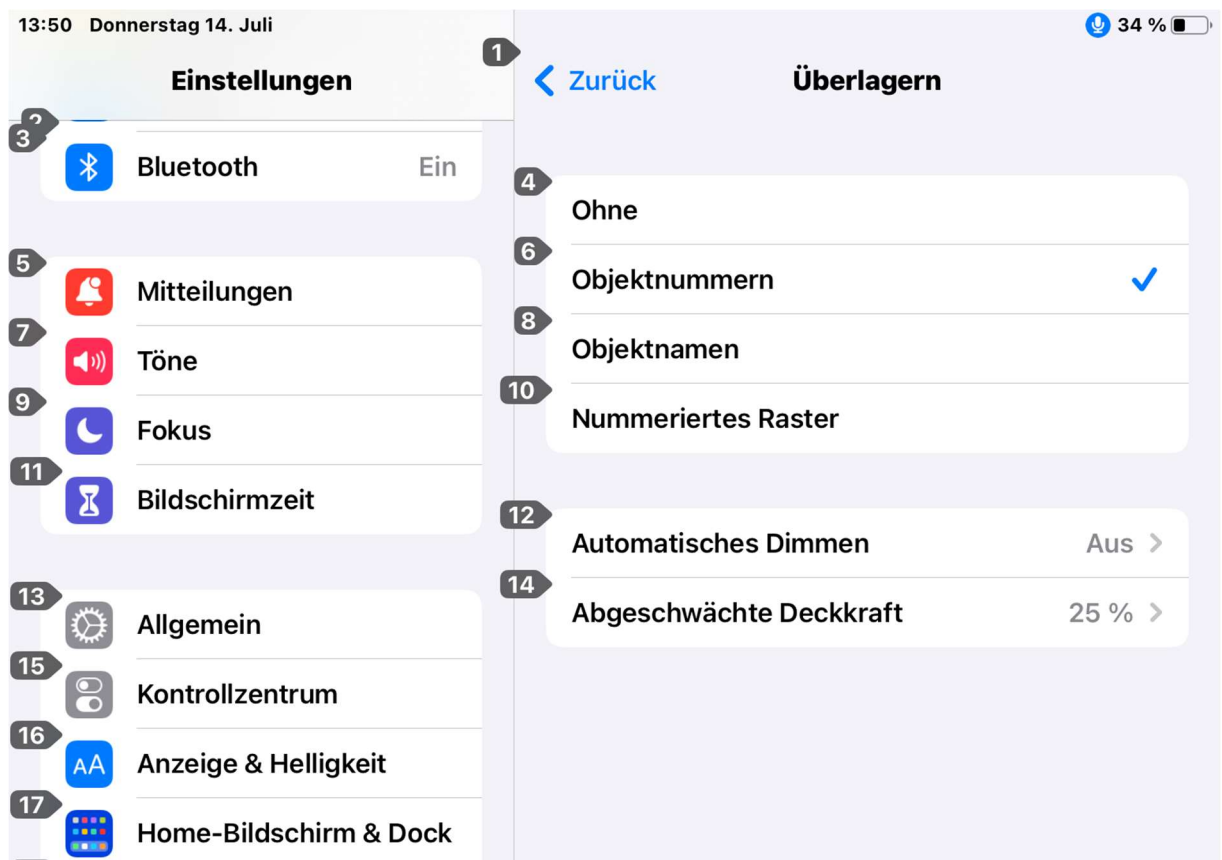 13:50 Donnerstag 14. Juli
34 %
Einstellungen
2
3
Bluetooth Ein
5
Mitteilungen
7
Töne
9
Fokus
11
Bildschirmzeit
13
Allgemein
15
Kontrollzentrum
16
AA Anzeige & Helligkeit
17
Home-Bildschirm & Dock
1
Zurück Überlagern
4
Ohne
6
Objektnummern
8
Objektnamen
10
Nummeriertes Raster
12
Automatisches Dimmen Aus
14
Abgeschwächte Deckkraft 25 %